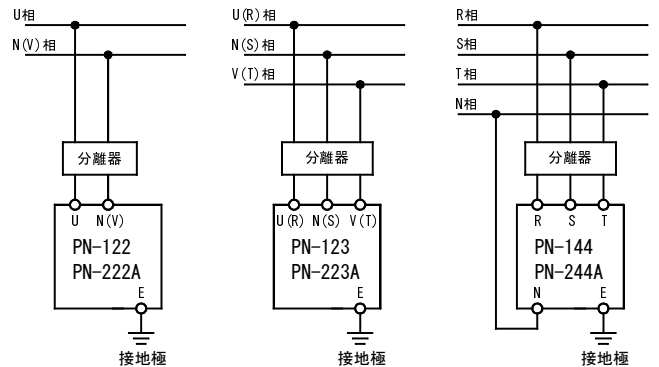 U相
N(V)相
分離器
U N(V)
PN-122
PN-222A
E
接地極
U(R)相
N(S)相
V(T)相
分離器
U(R) N(S) V(T)
PN-123
PN-223A
E
接地極
R相
S相
T相
N相
分離器
R S T
PN-144
PN-244A
N E
接地極